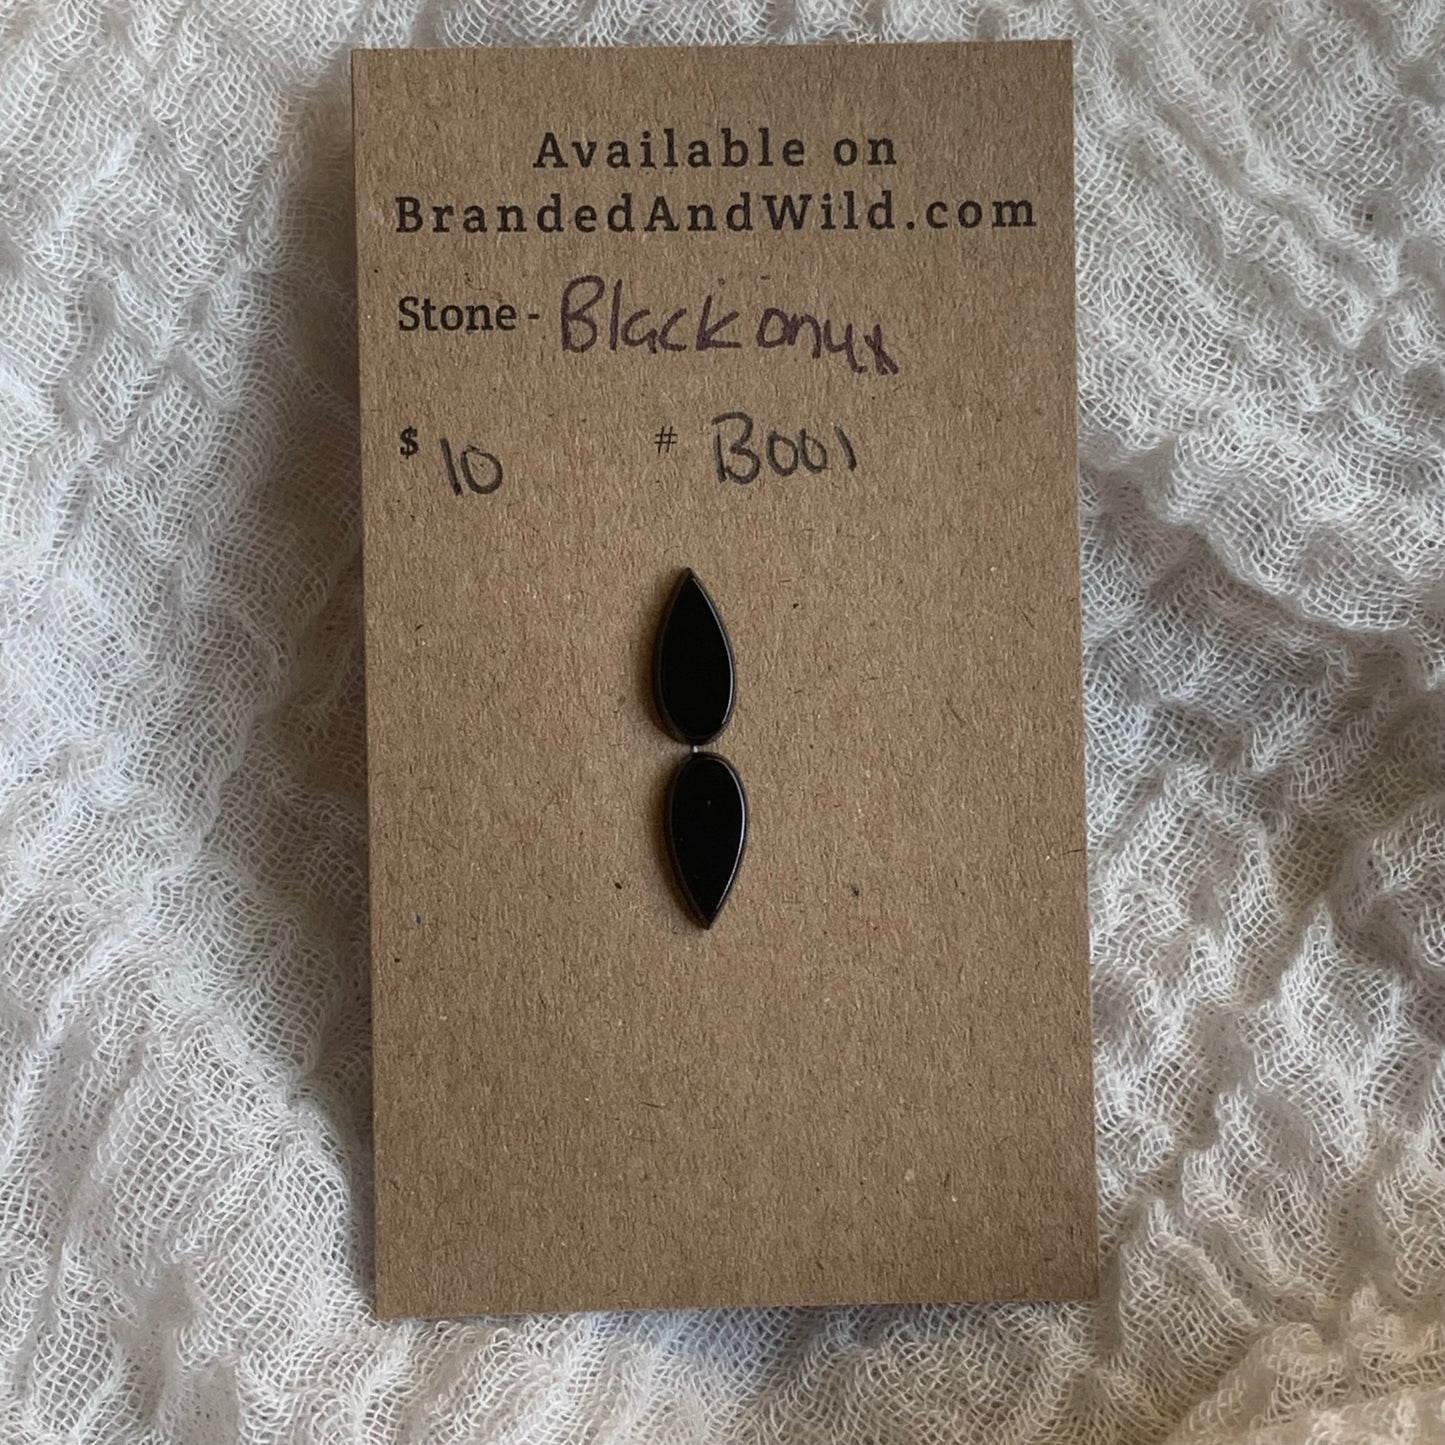 Available on
BrandedAndWild.com
Stone - Black onyx
$ 10 # B001